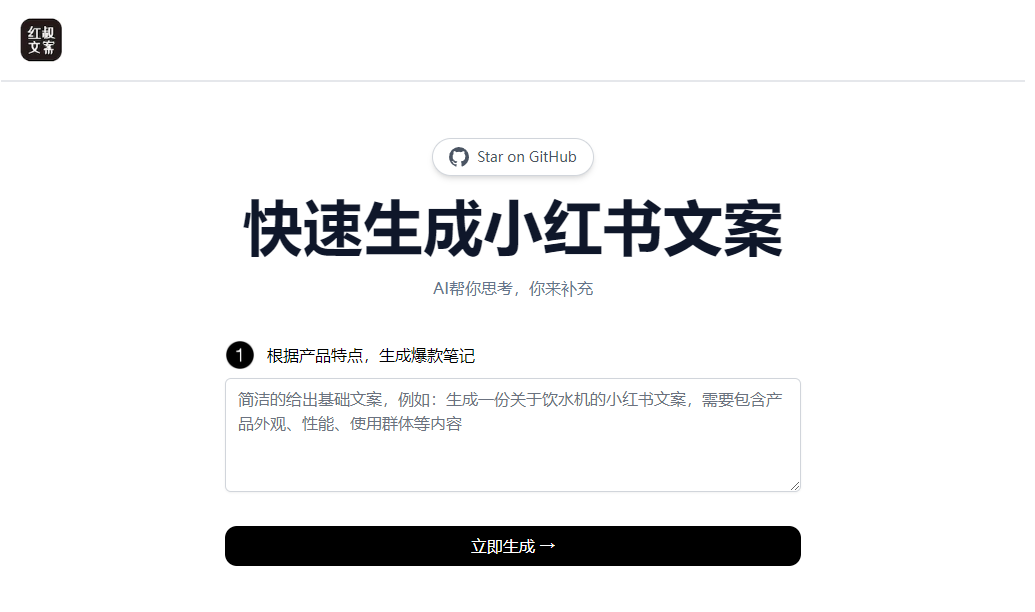 红叔
文案
Star on GitHub
快速生成小红书文案
AI帮你思考，你来补充
1 根据产品特点，生成爆款笔记
简洁的给出基础文案，例如：生成一份关于饮水机的小红书文案，需要包含产
品外观、性能、使用群体等内容
立即生成 →